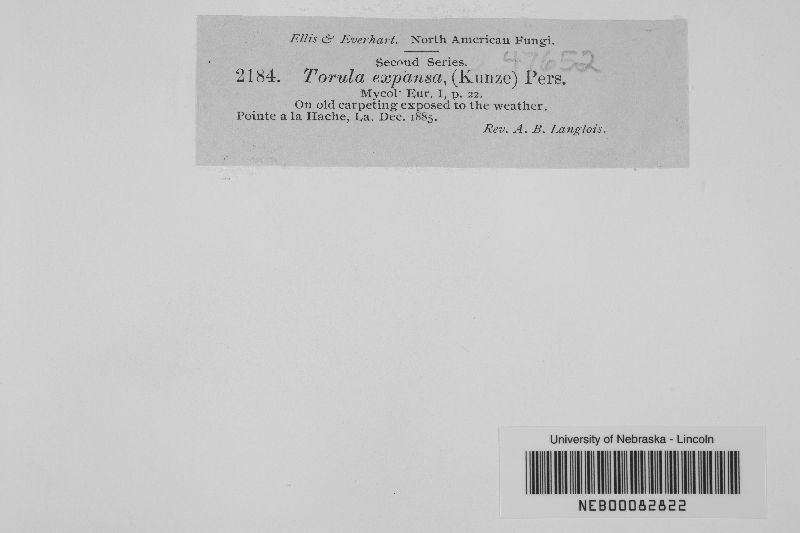 Ellis & Everhart. North American Fungi.
Second Series.
47652
2184. Torula expansa, (Kunze) Pers.
Mycol. Eur. I, p. 22.
On old carpeting exposed to the weather.
Pointe a la Hache, La. Dec. 1885.
Rev. A. B. Langlois.
University of Nebraska - Lincoln
NEB00082822